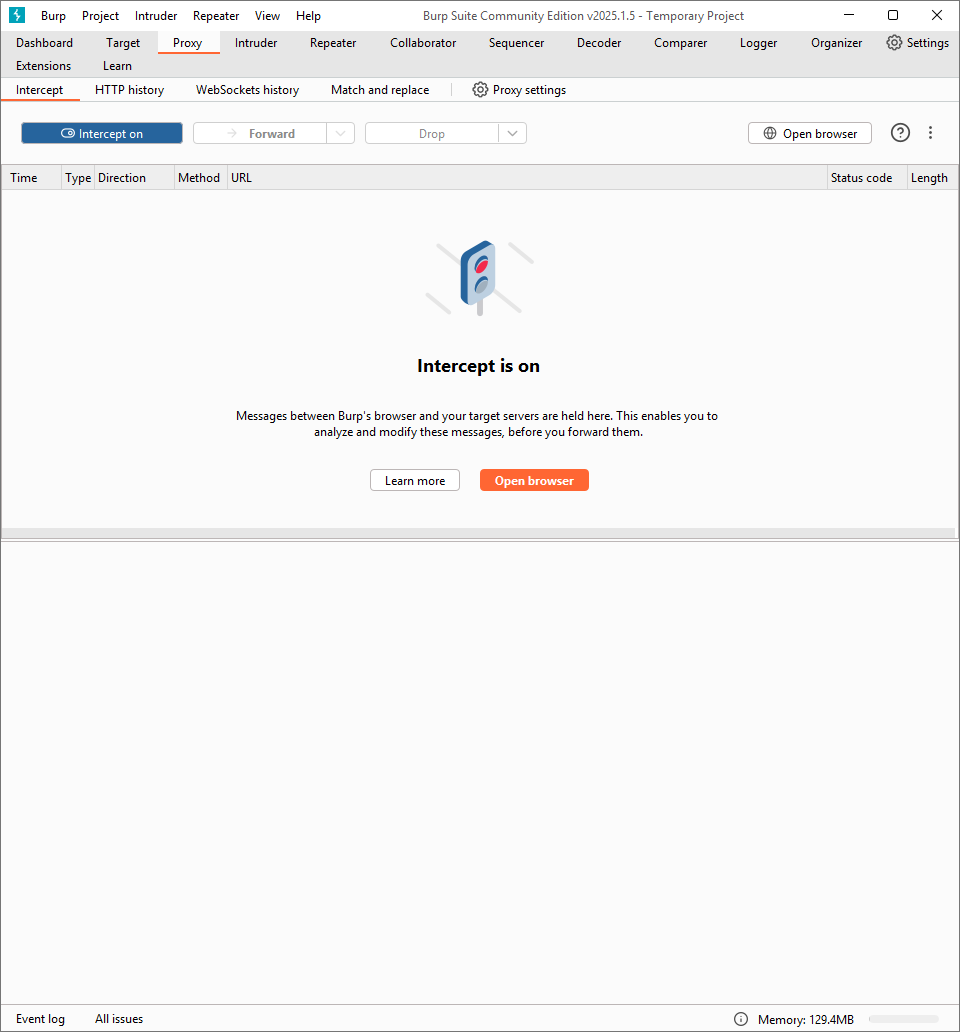 Burp Project Intruder Repeater View Help Burp Suite Community Edition v2025.1.5 - Temporary Project
Dashboard Target Proxy Intruder Repeater Collaborator Sequencer Decoder Comparer Logger Organizer Settings
Extensions Learn
Intercept HTTP history WebSockets history Match and replace Proxy settings
Intercept on Forward Drop Open browser
Time Type Direction Method URL Status code Length
Intercept is on
Messages between Burp's browser and your target servers are held here. This enables you to
analyze and modify these messages, before you forward them.
Learn more Open browser
Event log All issues Memory: 129.4MB